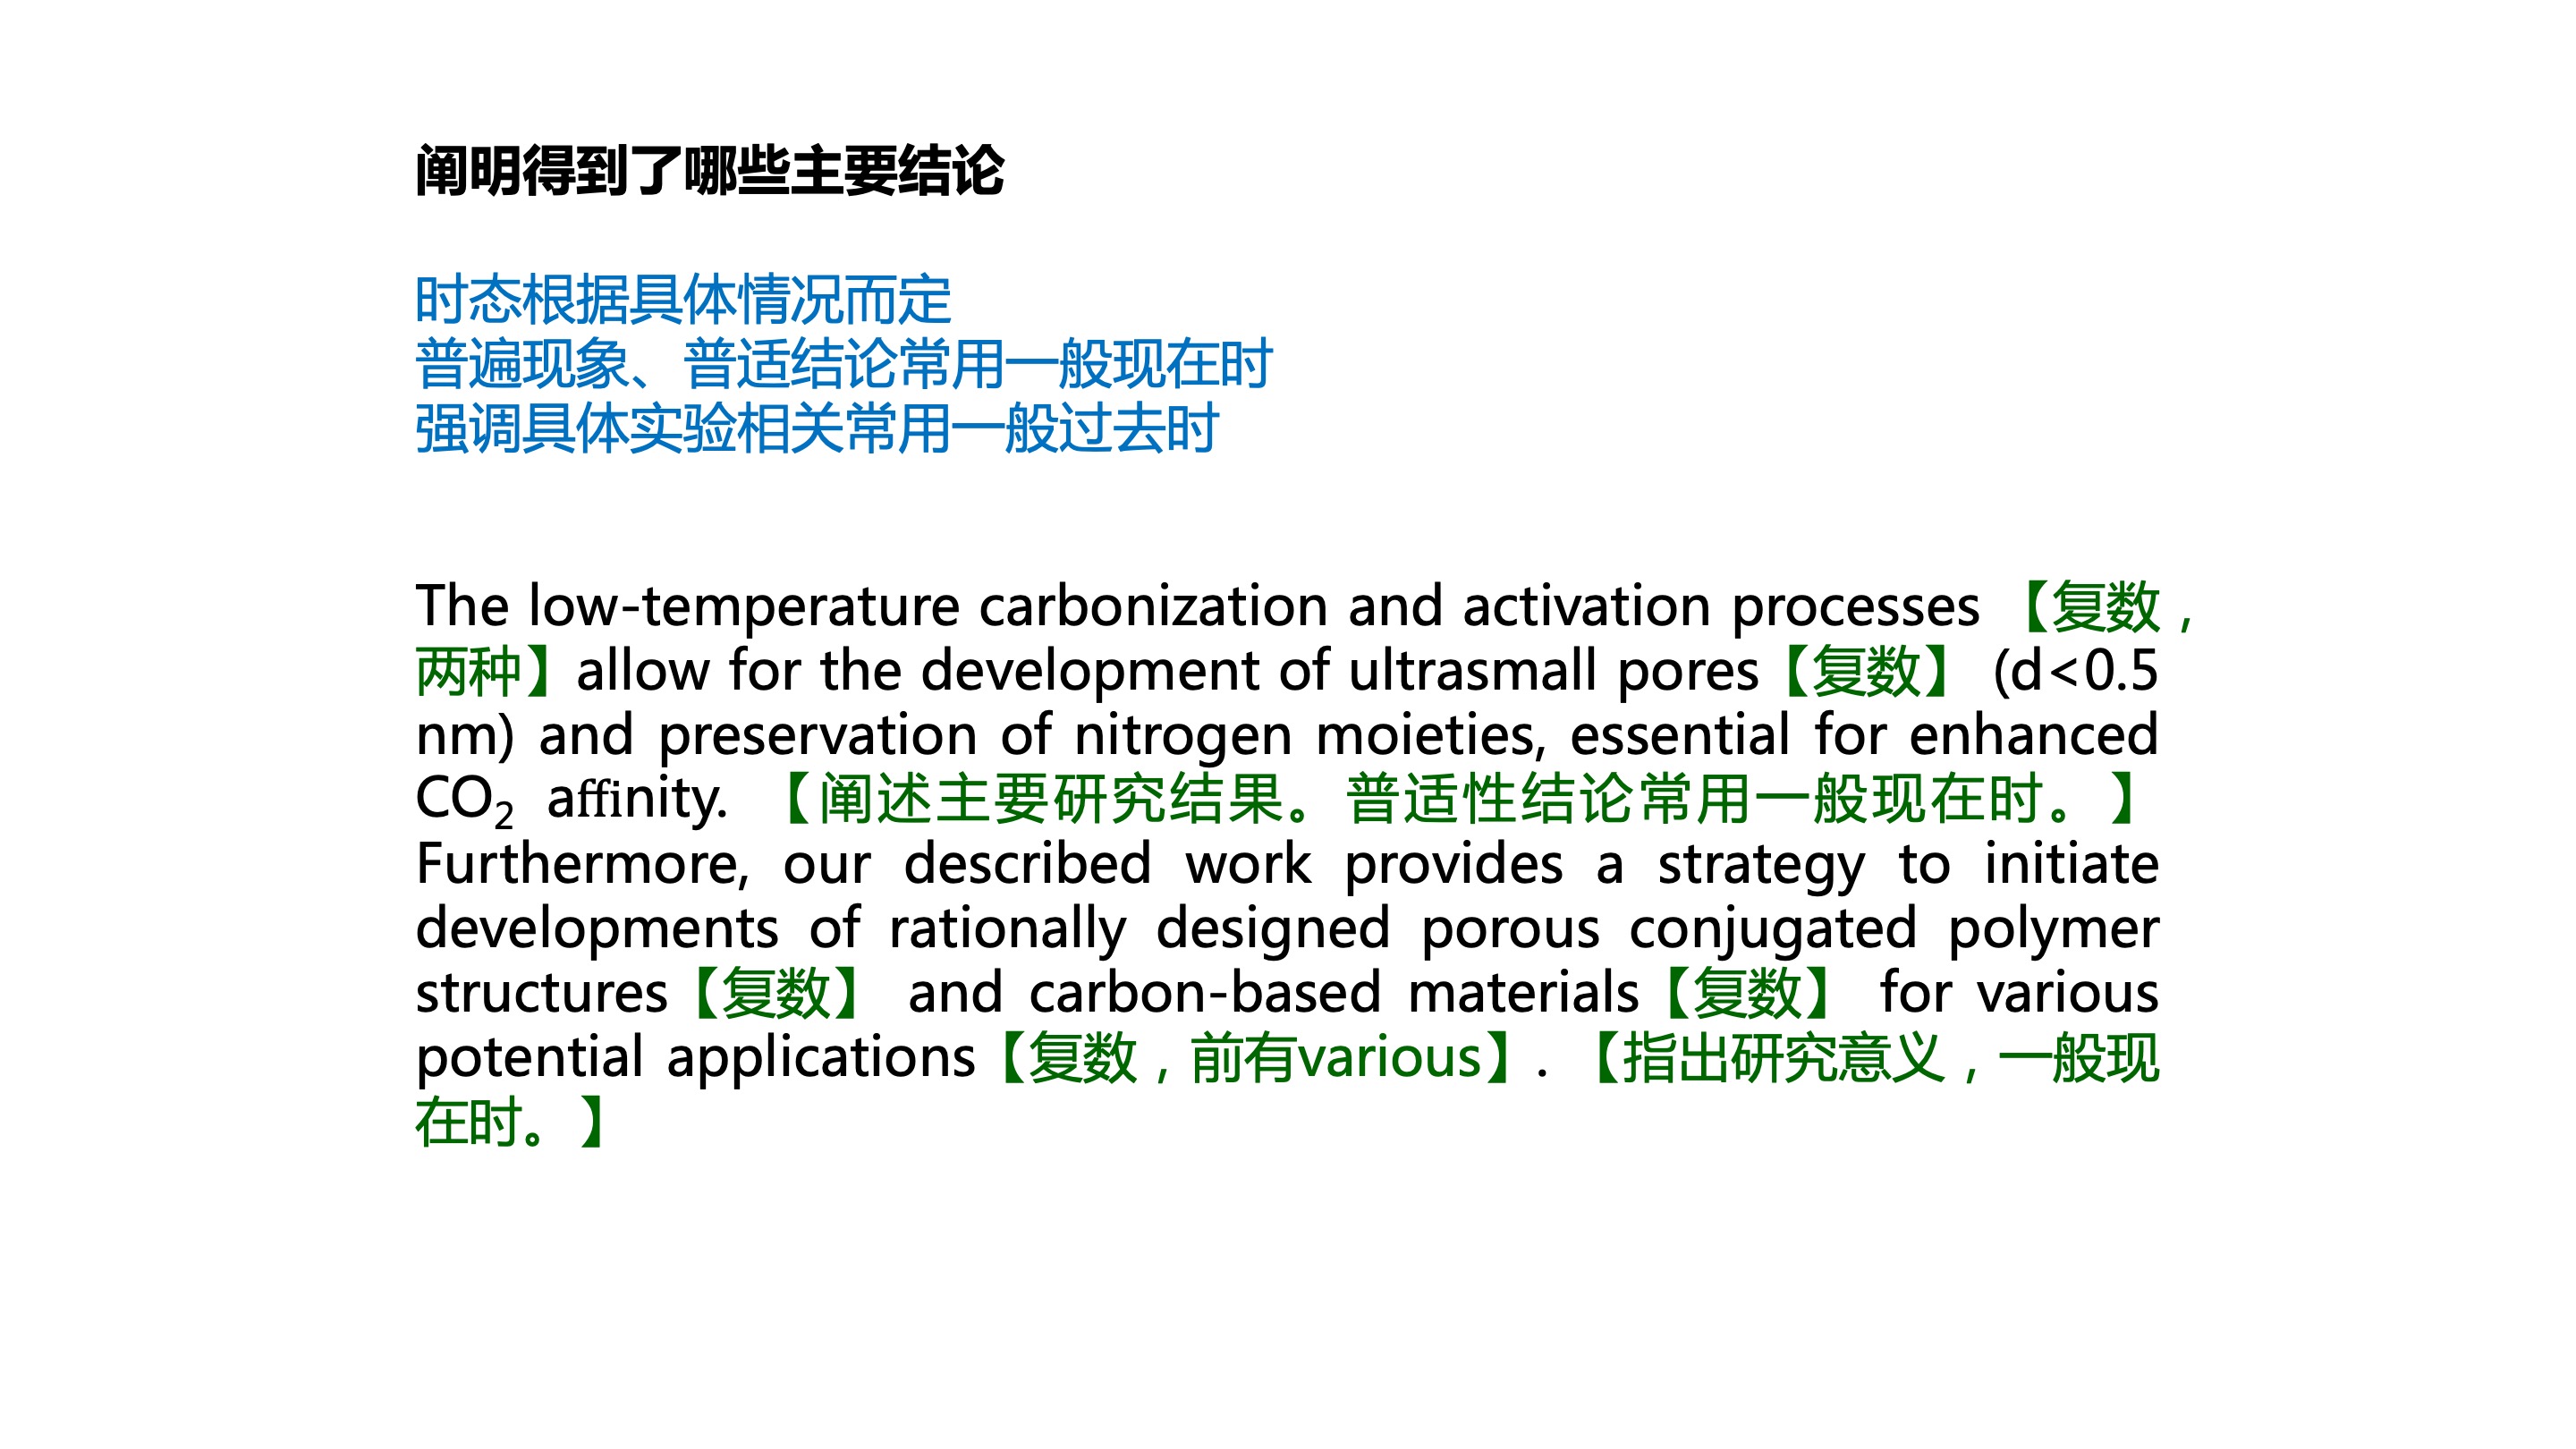 阐明得到了哪些主要结论
时态根据具体情况而定
普遍现象、普适结论常用一般现在时
强调具体实验相关常用一般过去时
The low-temperature carbonization and activation processes 【复数，
两种】allow for the development of ultrasmall pores【复数】 (d<0.5
nm) and preservation of nitrogen moieties, essential for enhanced
CO₂ aﬃnity. 【阐述主要研究结果。普适性结论常用一般现在时。】
Furthermore, our described work provides a strategy to initiate
developments of rationally designed porous conjugated polymer
structures【复数】 and carbon-based materials【复数】 for various
potential applications【复数，前有various】. 【指出研究意义，一般现
在时。】